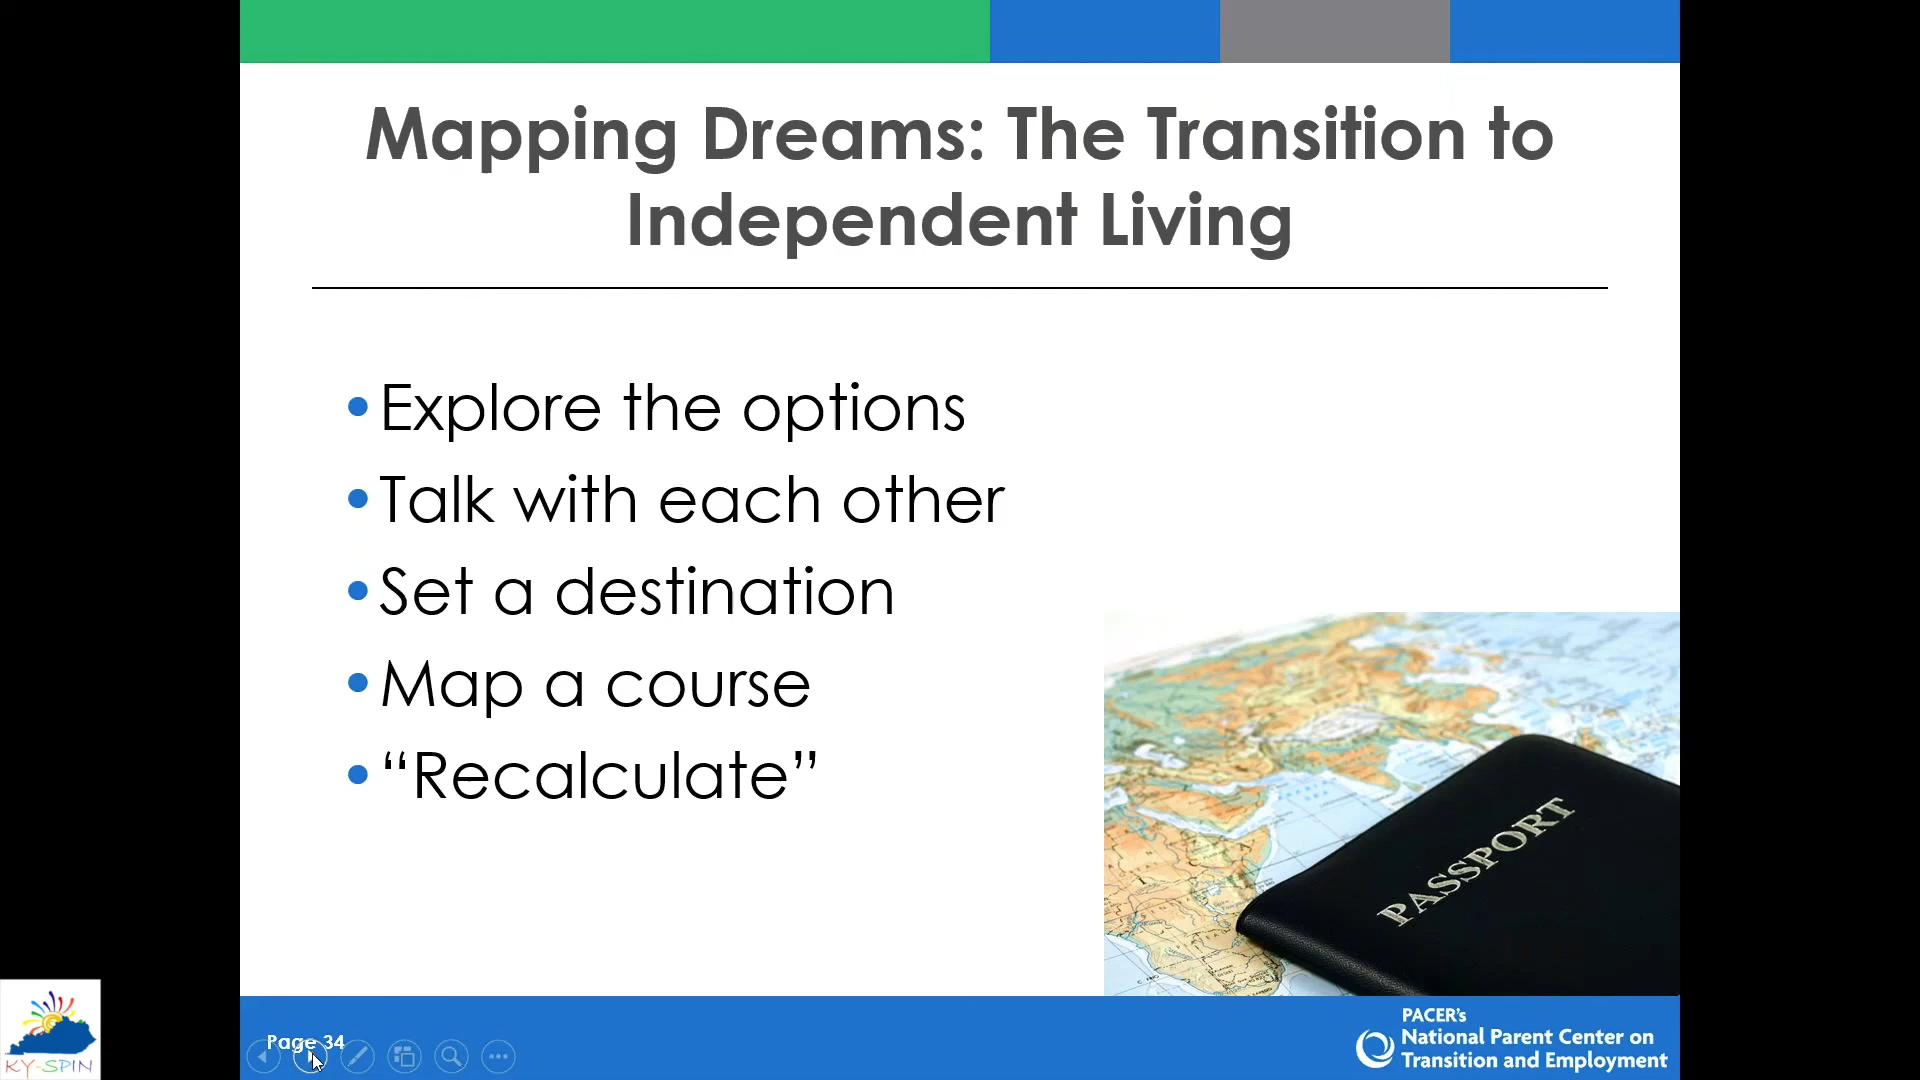 Mapping Dreams: The Transition to
Independent Living
•Explore the options
•Talk with each other
•Set a destination
•Map a course
•“Recalculate”
PASSPORT
Page 34
PACER's
National Parent Center on
Transition and Employment
KY-SPIN